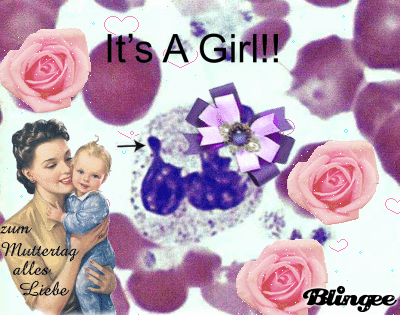 It's A Girl!!
zum
Muttertag
alles
Liebe
Blingee